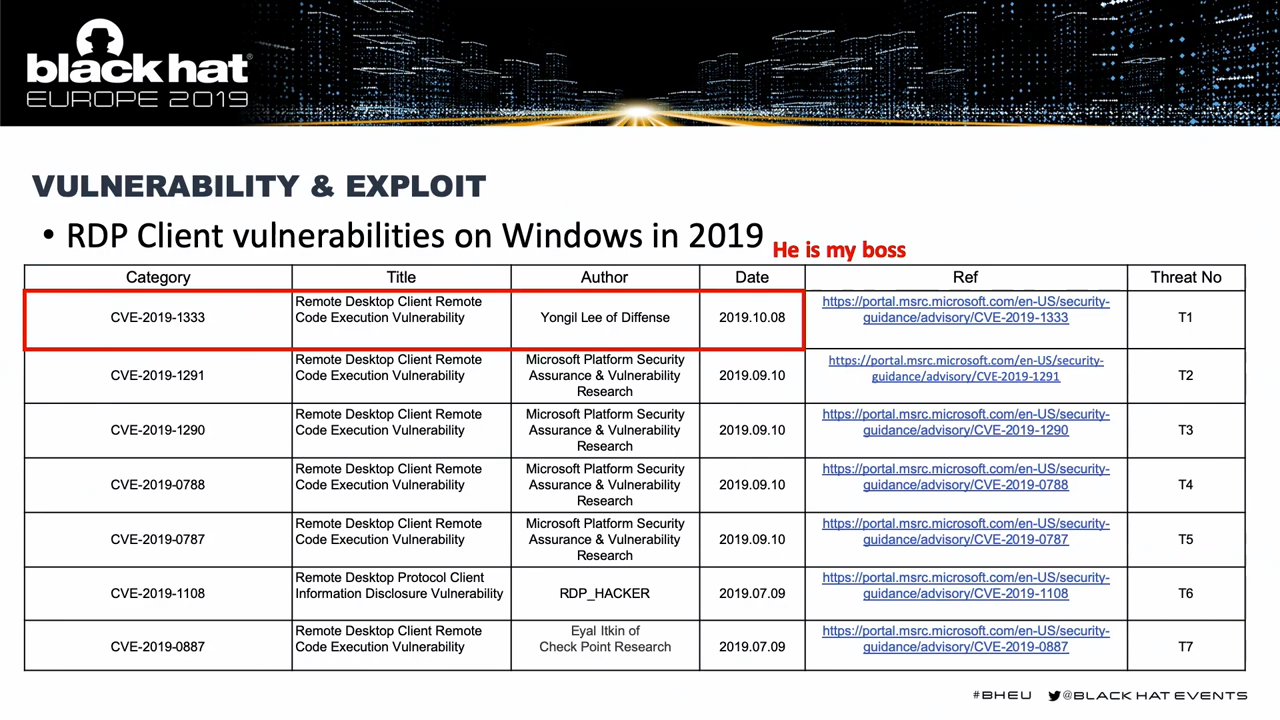 black hat®
EUROPE 2019
VULNERABILITY & EXPLOIT
• RDP Client vulnerabilities on Windows in 2019
He is my boss
Category Title Author Date Ref Threat No
CVE-2019-1333
Remote Desktop Client Remote
Code Execution Vulnerability
Yongil Lee of Diffense
2019.10.08
https://portal.msrc.microsoft.com/en-US/security-
guidance/advisory/CVE-2019-1333
T1
CVE-2019-1291
Remote Desktop Client Remote
Code Execution Vulnerability
Microsoft Platform Security
Assurance & Vulnerability
Research
2019.09.10
https://portal.msrc.microsoft.com/en-US/security-
guidance/advisory/CVE-2019-1291
T2
CVE-2019-1290
Remote Desktop Client Remote
Code Execution Vulnerability
Microsoft Platform Security
Assurance & Vulnerability
Research
2019.09.10
https://portal.msrc.microsoft.com/en-US/security-
guidance/advisory/CVE-2019-1290
T3
CVE-2019-0788
Remote Desktop Client Remote
Code Execution Vulnerability
Microsoft Platform Security
Assurance & Vulnerability
Research
2019.09.10
https://portal.msrc.microsoft.com/en-US/security-
guidance/advisory/CVE-2019-0788
T4
CVE-2019-0787
Remote Desktop Client Remote
Code Execution Vulnerability
Microsoft Platform Security
Assurance & Vulnerability
Research
2019.09.10
https://portal.msrc.microsoft.com/en-US/security-
guidance/advisory/CVE-2019-0787
T5
CVE-2019-1108
Remote Desktop Protocol Client
Information Disclosure Vulnerability
RDP_HACKER
2019.07.09
https://portal.msrc.microsoft.com/en-US/security-
guidance/advisory/CVE-2019-1108
T6
CVE-2019-0887
Remote Desktop Client Remote
Code Execution Vulnerability
Eyal Itkin of
Check Point Research
2019.07.09
https://portal.msrc.microsoft.com/en-US/security-
guidance/advisory/CVE-2019-0887
T7
#BHEU @BLACK HAT EVENTS